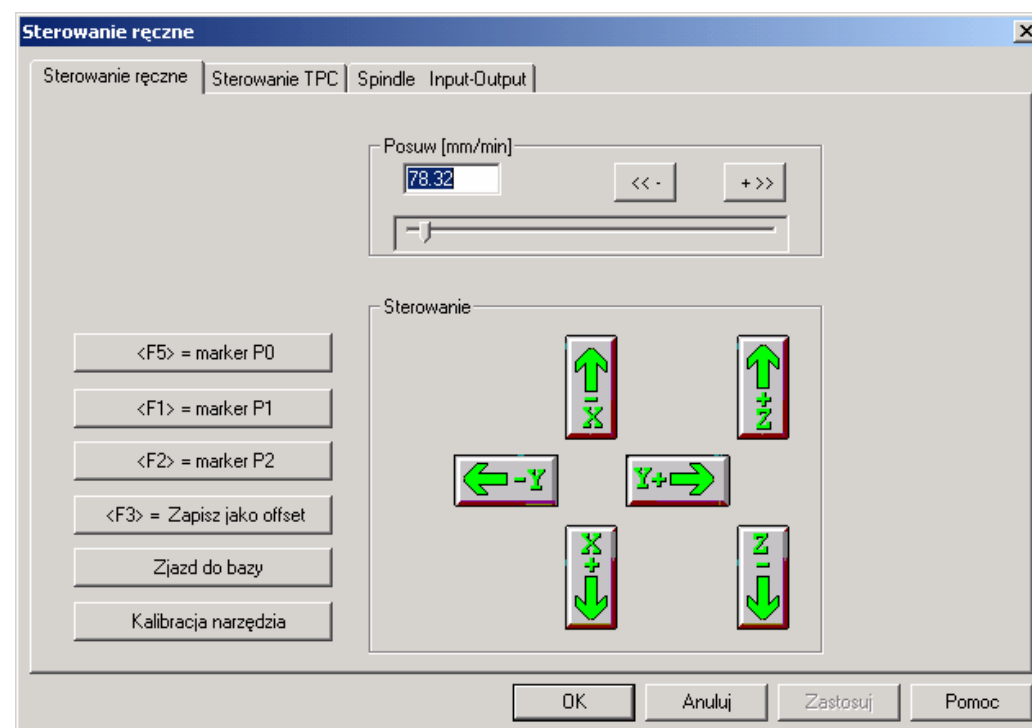 Sterowanie ręczne
Sterowanie ręczne Sterowanie TPC Spindle Input-Output
Posuw [mm/min]
78.32 << - + >>
Sterowanie
<F5> = marker P0
<F1> = marker P1
<F2> = marker P2
<F3> = Zapisz jako offset
Zjazd do bazy
Kalibracja narzędzia
-X +Z
-Y Y+
X+ Z-
OK Anuluj Zastosuj Pomoc